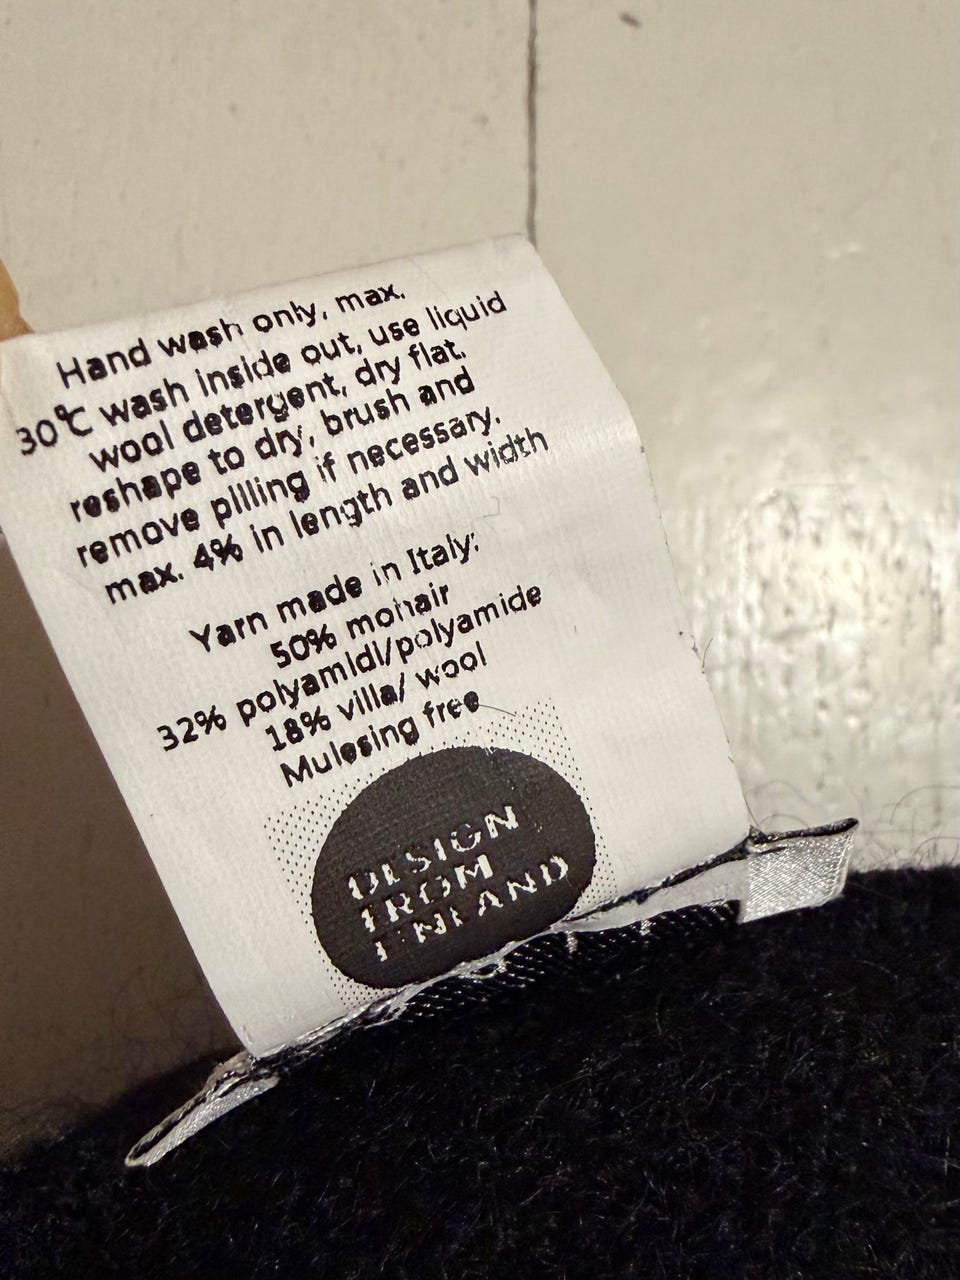 Hand wash only, max.
30°C wash inside out, use liquid
wool detergent, dry flat.
reshape to dry, brush and
remove pilling if necessary.
max. 4% in length and width
Yarn made in Italy:
50% mohair
32% polyamidi/polyamide
18% villa/ wool
Mulesing free
DESIGN
FROM
FINLAND